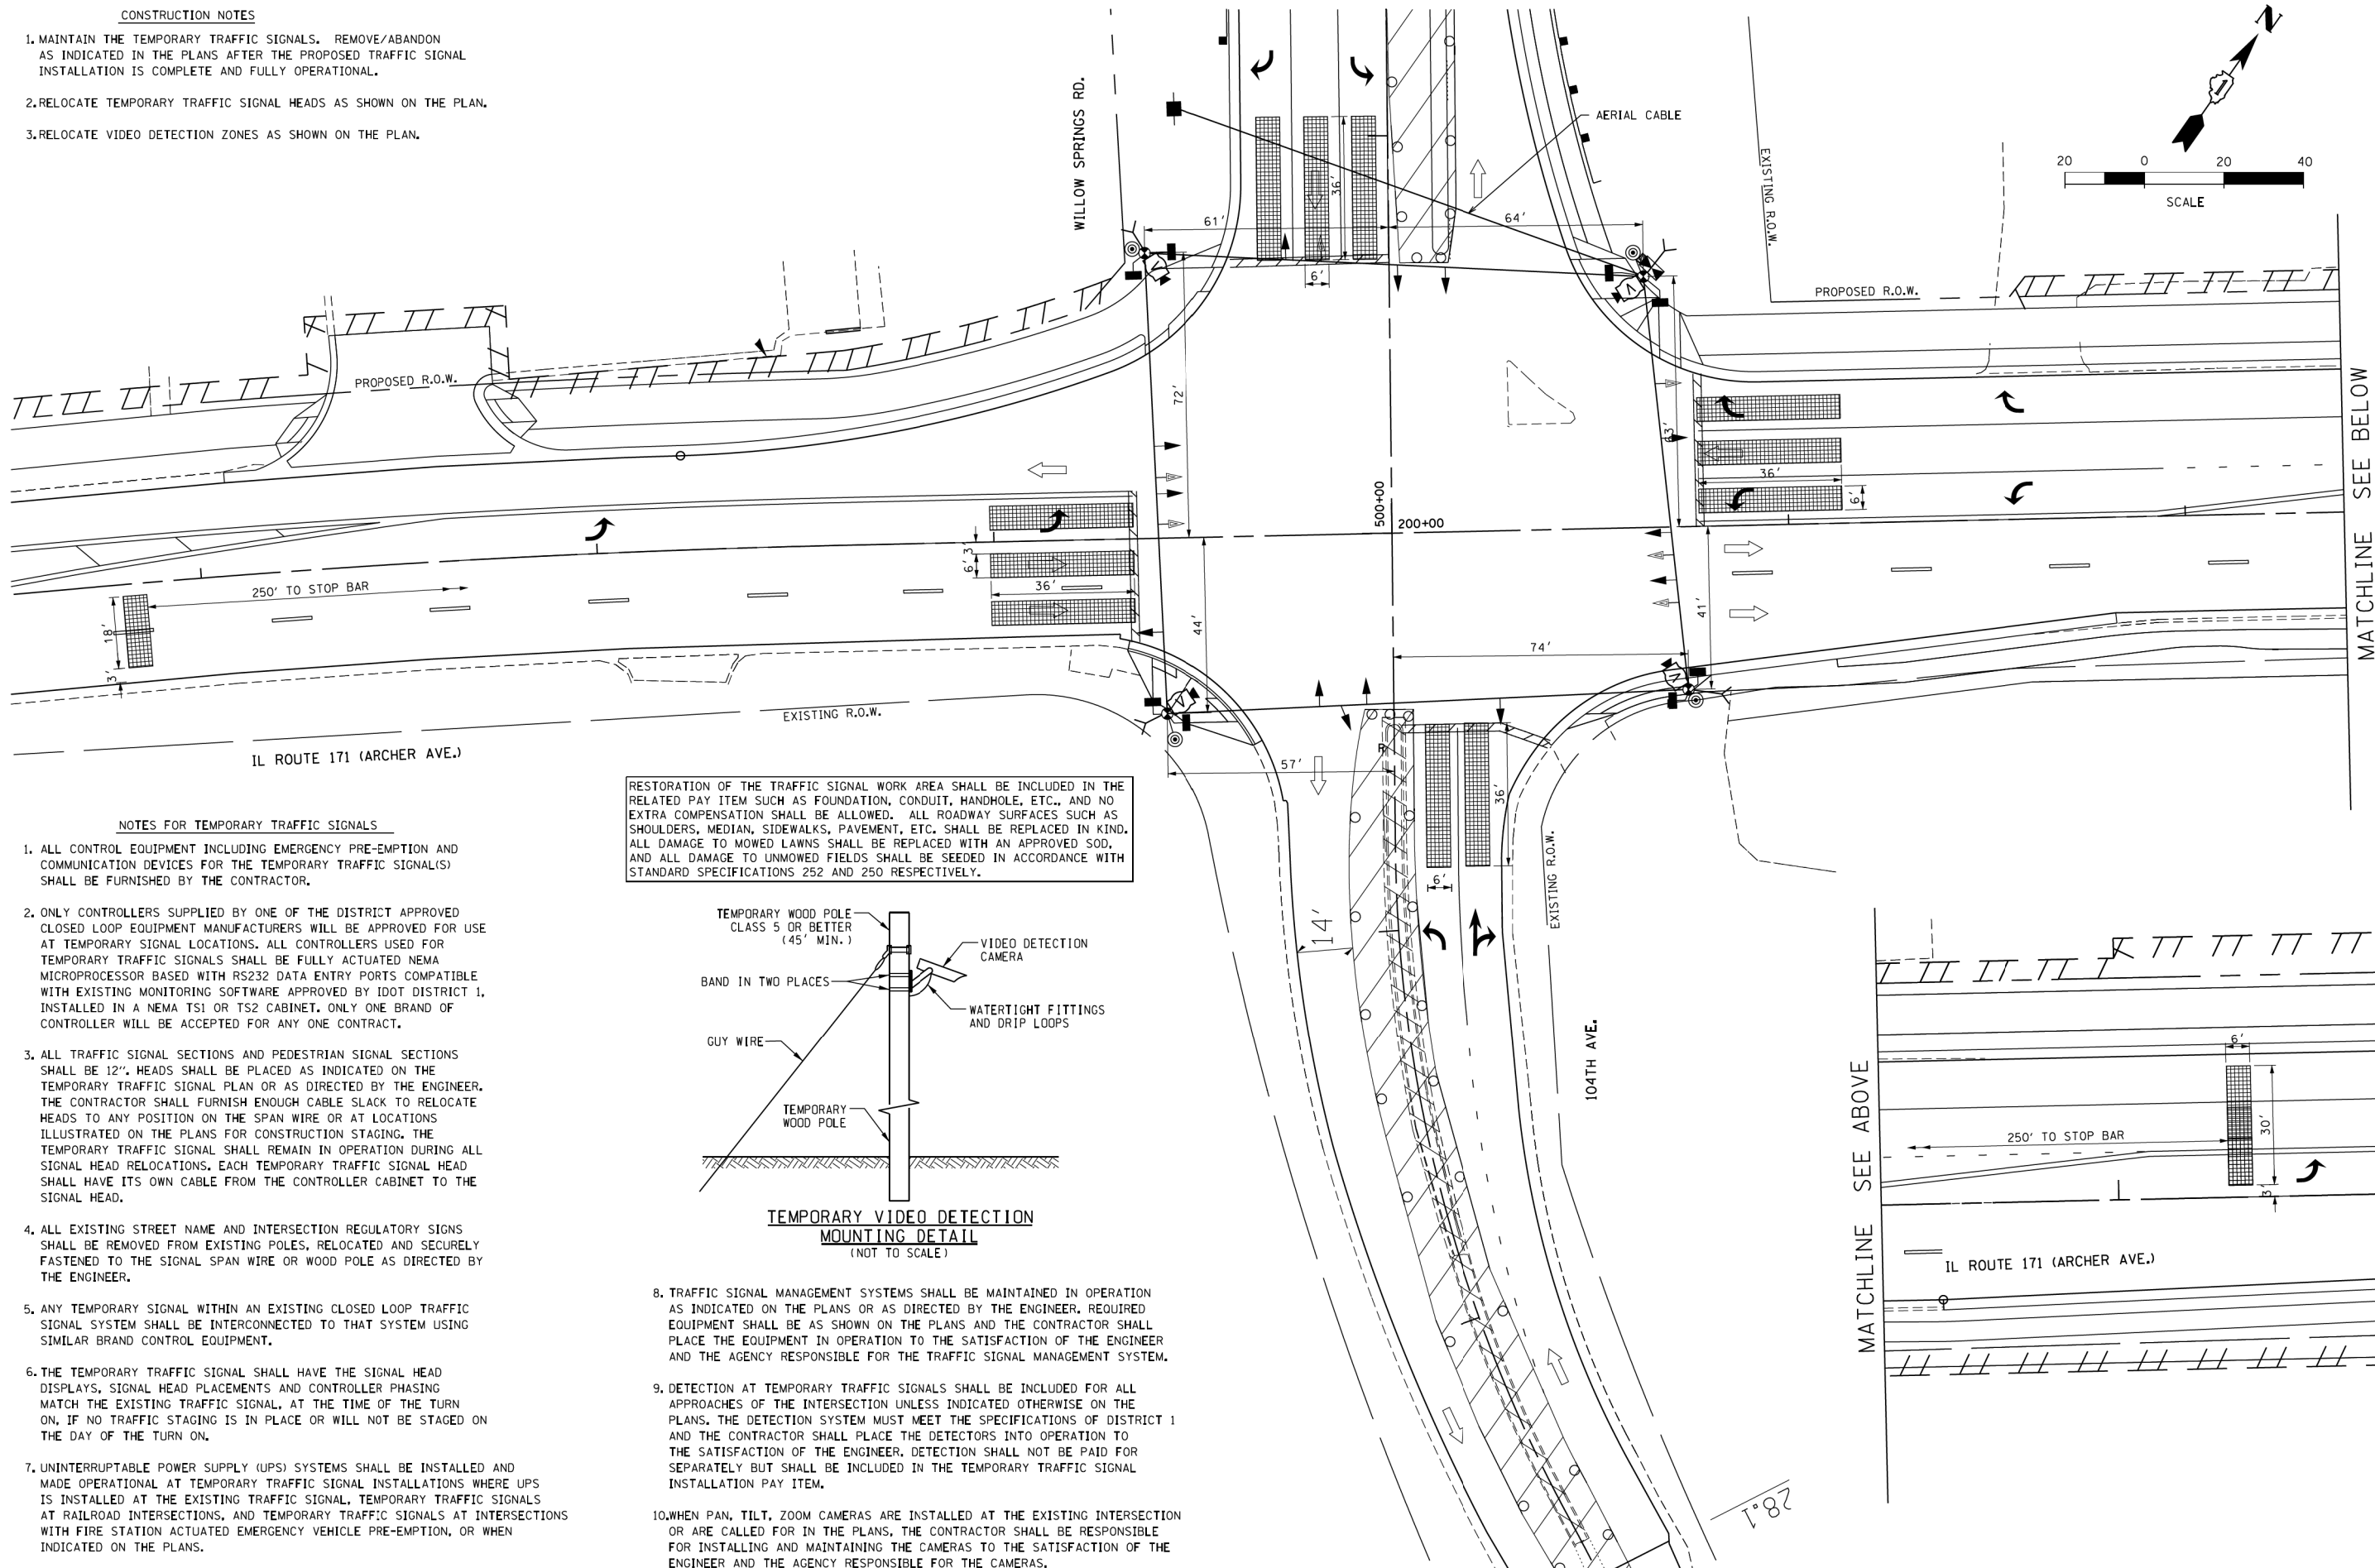 CONSTRUCTION NOTES
1. MAINTAIN THE TEMPORARY TRAFFIC SIGNALS. REMOVE/ABANDON
AS INDICATED IN THE PLANS AFTER THE PROPOSED TRAFFIC SIGNAL
INSTALLATION IS COMPLETE AND FULLY OPERATIONAL.
2. RELOCATE TEMPORARY TRAFFIC SIGNAL HEADS AS SHOWN ON THE PLAN.
3. RELOCATE VIDEO DETECTION ZONES AS SHOWN ON THE PLAN.
WILLOW SPRINGS RD.
AERIAL CABLE
EXISTING R.O.W.
N
1
20 0 20 40
SCALE
36'
61'
64'
6'
PROPOSED R.O.W.
PROPOSED R.O.W.
72'
63'
36'
6'
500+00
200+00
3'
6'
36'
250' TO STOP BAR
18'
3'
44'
41'
74'
V
V
V
V
EXISTING R.O.W.
IL ROUTE 171 (ARCHER AVE.)
MATCHLINE SEE BELOW
57'
R
36'
6'
14'
EXISTING R.O.W.
104TH AVE.
RESTORATION OF THE TRAFFIC SIGNAL WORK AREA SHALL BE INCLUDED IN THE
RELATED PAY ITEM SUCH AS FOUNDATION, CONDUIT, HANDHOLE, ETC., AND NO
EXTRA COMPENSATION SHALL BE ALLOWED. ALL ROADWAY SURFACES SUCH AS
SHOULDERS, MEDIAN, SIDEWALKS, PAVEMENT, ETC. SHALL BE REPLACED IN KIND.
ALL DAMAGE TO MOWED LAWNS SHALL BE REPLACED WITH AN APPROVED SOD,
AND ALL DAMAGE TO UNMOWED FIELDS SHALL BE SEEDED IN ACCORDANCE WITH
STANDARD SPECIFICATIONS 252 AND 250 RESPECTIVELY.
NOTES FOR TEMPORARY TRAFFIC SIGNALS
1. ALL CONTROL EQUIPMENT INCLUDING EMERGENCY PRE-EMPTION AND
COMMUNICATION DEVICES FOR THE TEMPORARY TRAFFIC SIGNAL(S)
SHALL BE FURNISHED BY THE CONTRACTOR.
2. ONLY CONTROLLERS SUPPLIED BY ONE OF THE DISTRICT APPROVED
CLOSED LOOP EQUIPMENT MANUFACTURERS WILL BE APPROVED FOR USE
AT TEMPORARY SIGNAL LOCATIONS. ALL CONTROLLERS USED FOR
TEMPORARY TRAFFIC SIGNALS SHALL BE FULLY ACTUATED NEMA
MICROPROCESSOR BASED WITH RS232 DATA ENTRY PORTS COMPATIBLE
WITH EXISTING MONITORING SOFTWARE APPROVED BY IDOT DISTRICT 1,
INSTALLED IN A NEMA TS1 OR TS2 CABINET. ONLY ONE BRAND OF
CONTROLLER WILL BE ACCEPTED FOR ANY ONE CONTRACT.
3. ALL TRAFFIC SIGNAL SECTIONS AND PEDESTRIAN SIGNAL SECTIONS
SHALL BE 12". HEADS SHALL BE PLACED AS INDICATED ON THE
TEMPORARY TRAFFIC SIGNAL PLAN OR AS DIRECTED BY THE ENGINEER.
THE CONTRACTOR SHALL FURNISH ENOUGH CABLE SLACK TO RELOCATE
HEADS TO ANY POSITION ON THE SPAN WIRE OR AT LOCATIONS
ILLUSTRATED ON THE PLANS FOR CONSTRUCTION STAGING. THE
TEMPORARY TRAFFIC SIGNAL SHALL REMAIN IN OPERATION DURING ALL
SIGNAL HEAD RELOCATIONS. EACH TEMPORARY TRAFFIC SIGNAL HEAD
SHALL HAVE ITS OWN CABLE FROM THE CONTROLLER CABINET TO THE
SIGNAL HEAD.
4. ALL EXISTING STREET NAME AND INTERSECTION REGULATORY SIGNS
SHALL BE REMOVED FROM EXISTING POLES, RELOCATED AND SECURELY
FASTENED TO THE SIGNAL SPAN WIRE OR WOOD POLE AS DIRECTED BY
THE ENGINEER.
5. ANY TEMPORARY SIGNAL WITHIN AN EXISTING CLOSED LOOP TRAFFIC
SIGNAL SYSTEM SHALL BE INTERCONNECTED TO THAT SYSTEM USING
SIMILAR BRAND CONTROL EQUIPMENT.
6. THE TEMPORARY TRAFFIC SIGNAL SHALL HAVE THE SIGNAL HEAD
DISPLAYS, SIGNAL HEAD PLACEMENTS AND CONTROLLER PHASING
MATCH THE EXISTING TRAFFIC SIGNAL, AT THE TIME OF THE TURN
ON, IF NO TRAFFIC STAGING IS IN PLACE OR WILL NOT BE STAGED ON
THE DAY OF THE TURN ON.
7. UNINTERRUPTABLE POWER SUPPLY (UPS) SYSTEMS SHALL BE INSTALLED AND
MADE OPERATIONAL AT TEMPORARY TRAFFIC SIGNAL INSTALLATIONS WHERE UPS
IS INSTALLED AT THE EXISTING TRAFFIC SIGNAL, TEMPORARY TRAFFIC SIGNALS
AT RAILROAD INTERSECTIONS, AND TEMPORARY TRAFFIC SIGNALS AT INTERSECTIONS
WITH FIRE STATION ACTUATED EMERGENCY VEHICLE PRE-EMPTION, OR WHEN
INDICATED ON THE PLANS.
TEMPORARY WOOD POLE
CLASS 5 OR BETTER
(45' MIN.)
VIDEO DETECTION
CAMERA
BAND IN TWO PLACES
WATERTIGHT FITTINGS
AND DRIP LOOPS
GUY WIRE
TEMPORARY
WOOD POLE
TEMPORARY VIDEO DETECTION
MOUNTING DETAIL
(NOT TO SCALE)
8. TRAFFIC SIGNAL MANAGEMENT SYSTEMS SHALL BE MAINTAINED IN OPERATION
AS INDICATED ON THE PLANS OR AS DIRECTED BY THE ENGINEER. REQUIRED
EQUIPMENT SHALL BE AS SHOWN ON THE PLANS AND THE CONTRACTOR SHALL
PLACE THE EQUIPMENT IN OPERATION TO THE SATISFACTION OF THE ENGINEER
AND THE AGENCY RESPONSIBLE FOR THE TRAFFIC SIGNAL MANAGEMENT SYSTEM.
9. DETECTION AT TEMPORARY TRAFFIC SIGNALS SHALL BE INCLUDED FOR ALL
APPROACHES OF THE INTERSECTION UNLESS INDICATED OTHERWISE ON THE
PLANS. THE DETECTION SYSTEM MUST MEET THE SPECIFICATIONS OF DISTRICT 1
AND THE CONTRACTOR SHALL PLACE THE DETECTORS INTO OPERATION TO
THE SATISFACTION OF THE ENGINEER. DETECTION SHALL NOT BE PAID FOR
SEPARATELY BUT SHALL BE INCLUDED IN THE TEMPORARY TRAFFIC SIGNAL
INSTALLATION PAY ITEM.
10. WHEN PAN, TILT, ZOOM CAMERAS ARE INSTALLED AT THE EXISTING INTERSECTION
OR ARE CALLED FOR IN THE PLANS, THE CONTRACTOR SHALL BE RESPONSIBLE
FOR INSTALLING AND MAINTAINING THE CAMERAS TO THE SATISFACTION OF THE
ENGINEER AND THE AGENCY RESPONSIBLE FOR THE CAMERAS.
28.1
MATCHLINE SEE ABOVE
6'
30'
250' TO STOP BAR
3'
IL ROUTE 171 (ARCHER AVE.)